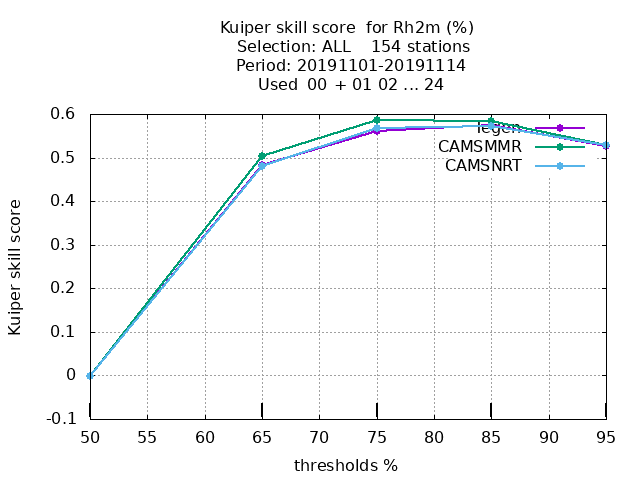 Kuiper skill score for Rh2m (%)
Selection: ALL 154 stations
Period: 20191101-20191114
Used 00 + 01 02 ... 24
0.6
0.5
0.4
0.3
0.2
0.1
0
-0.1
Kuiper skill score
Tegen
CAMSMMR
CAMSNRT
50 55 60 65 70 75 80 85 90 95
thresholds %